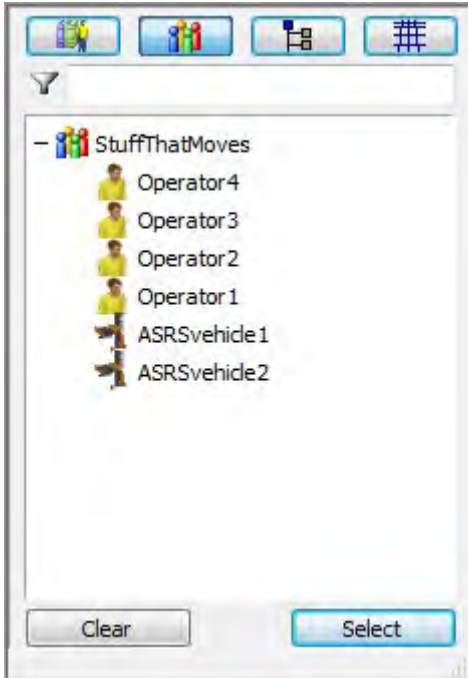 StuffThatMoves
Operator4
Operator3
Operator2
Operator1
ASRSvehicle1
ASRSvehicle2
Clear
Select